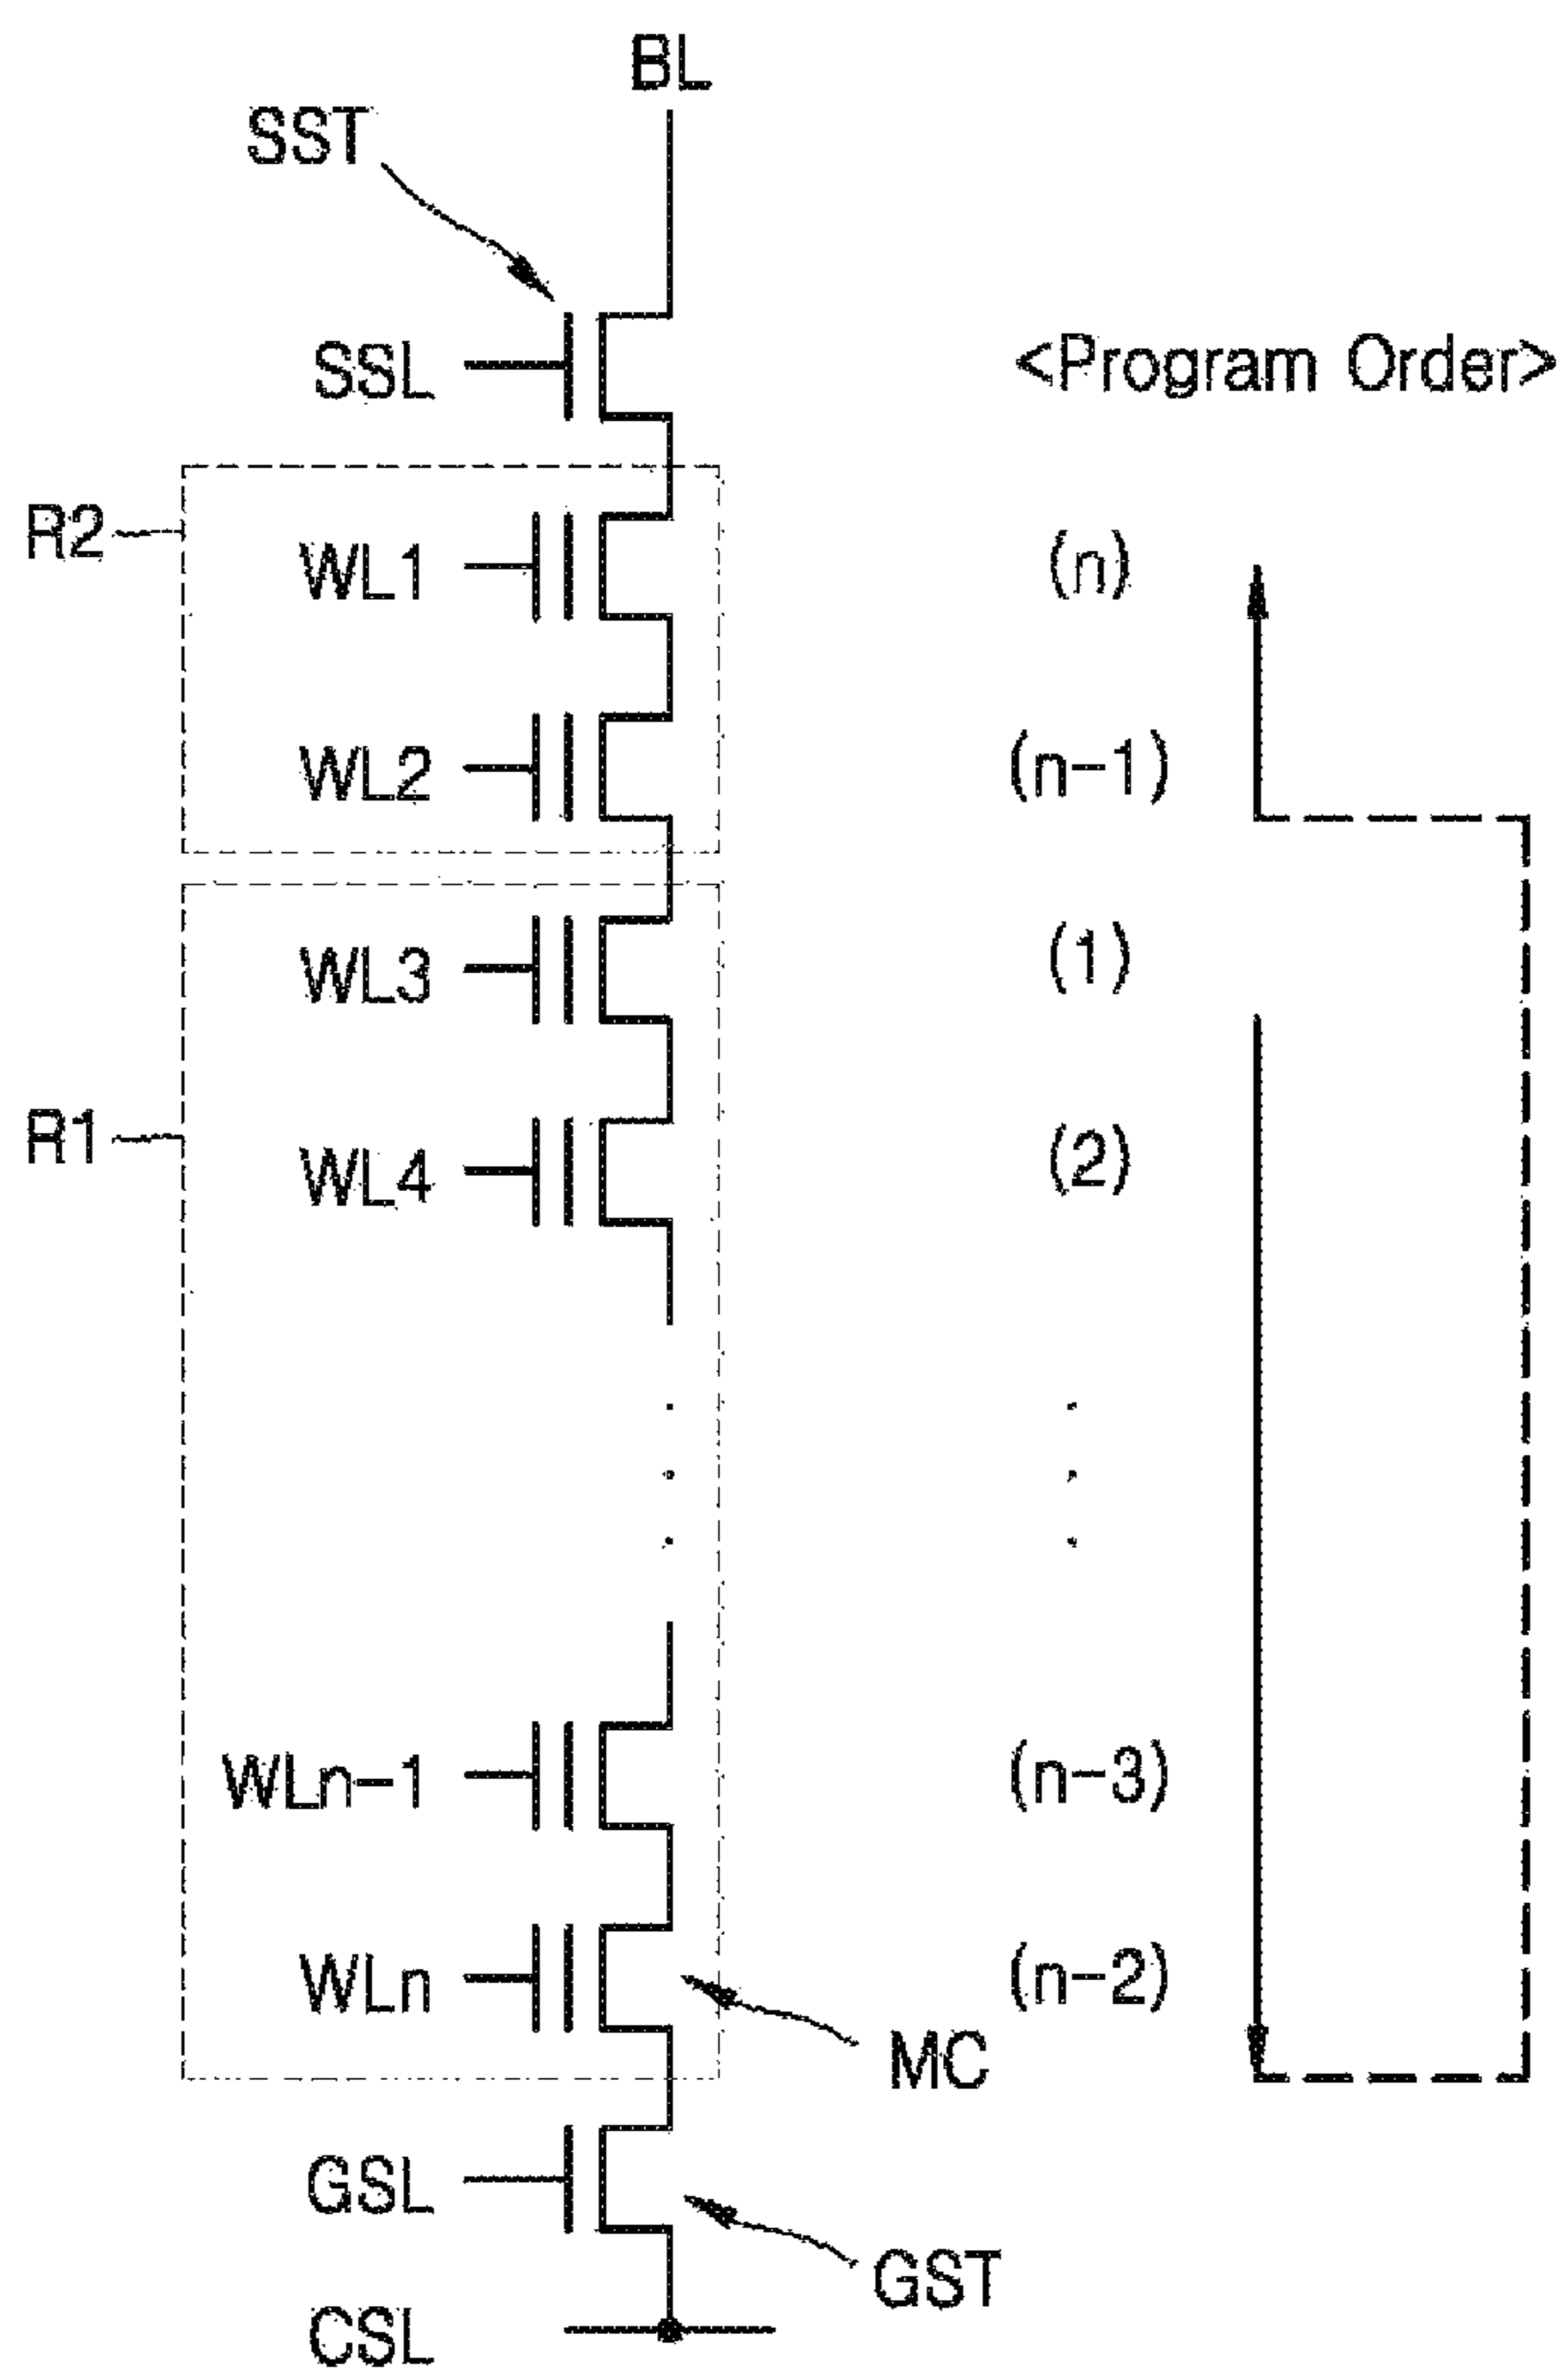 BL
SST
SSL
<Program Order>
R2
WL1
(n)
WL2
(n-1)
WL3
(1)
R1
WL4
(2)
WLn-1
(n-3)
WLn
(n-2)
MC
GSL
GST
CSL